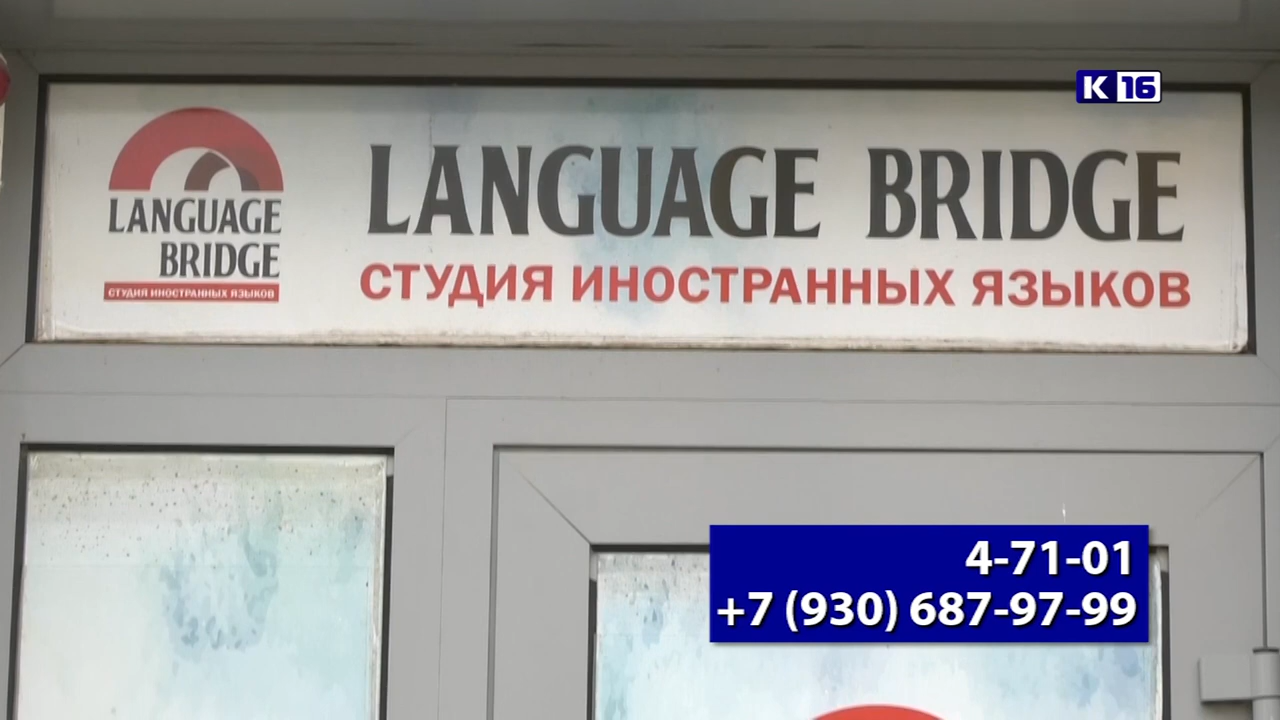 К 16
LANGUAGE BRIDGE
СТУДИЯ ИНОСТРАННЫХ ЯЗЫКОВ
LANGUAGE
BRIDGE
СТУДИЯ ИНОСТРАННЫХ ЯЗЫКОВ
4-71-01
+7 (930) 687-97-99